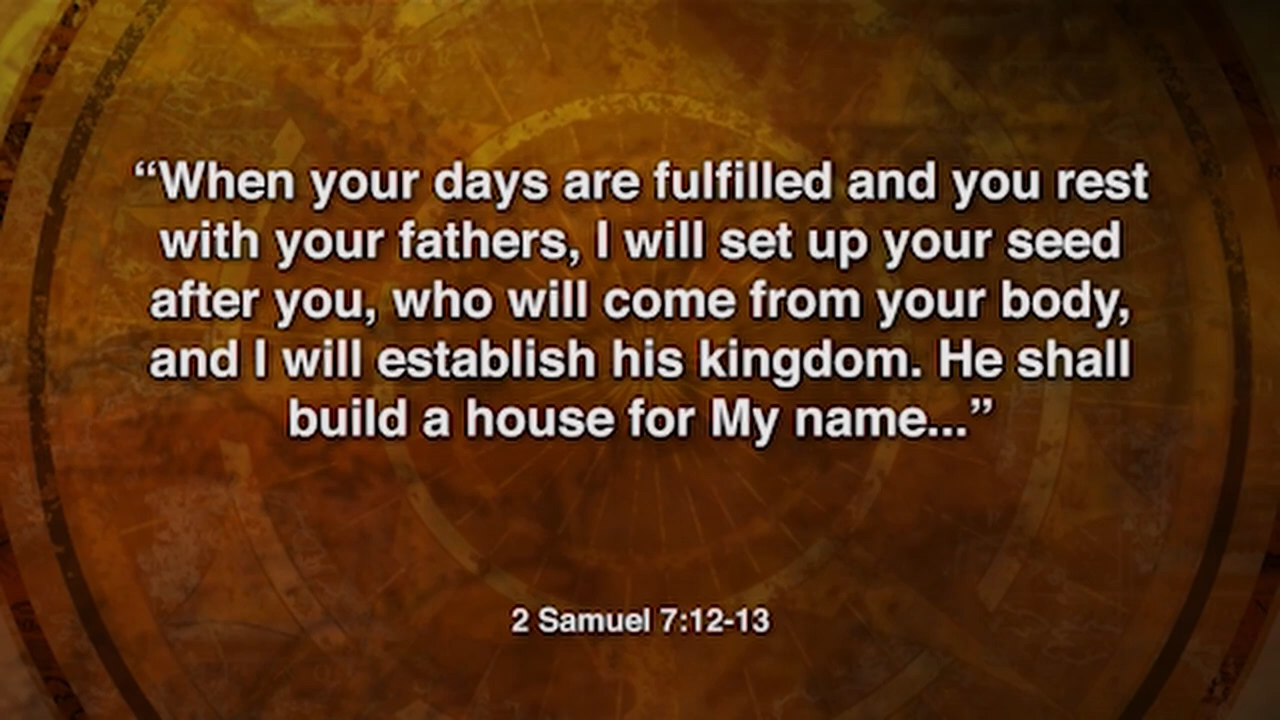 “When your days are fulfilled and you rest
with your fathers, I will set up your seed
after you, who will come from your body,
and I will establish his kingdom. He shall
build a house for My name...”
2 Samuel 7:12-13